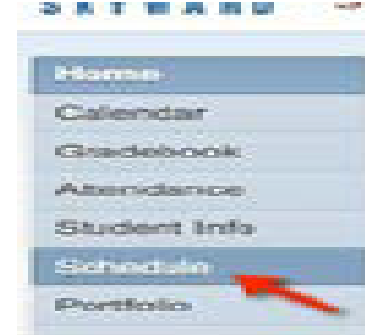 Home
Calendar
Gradebook
Attendance
Student Info
Schedule
Portfolio